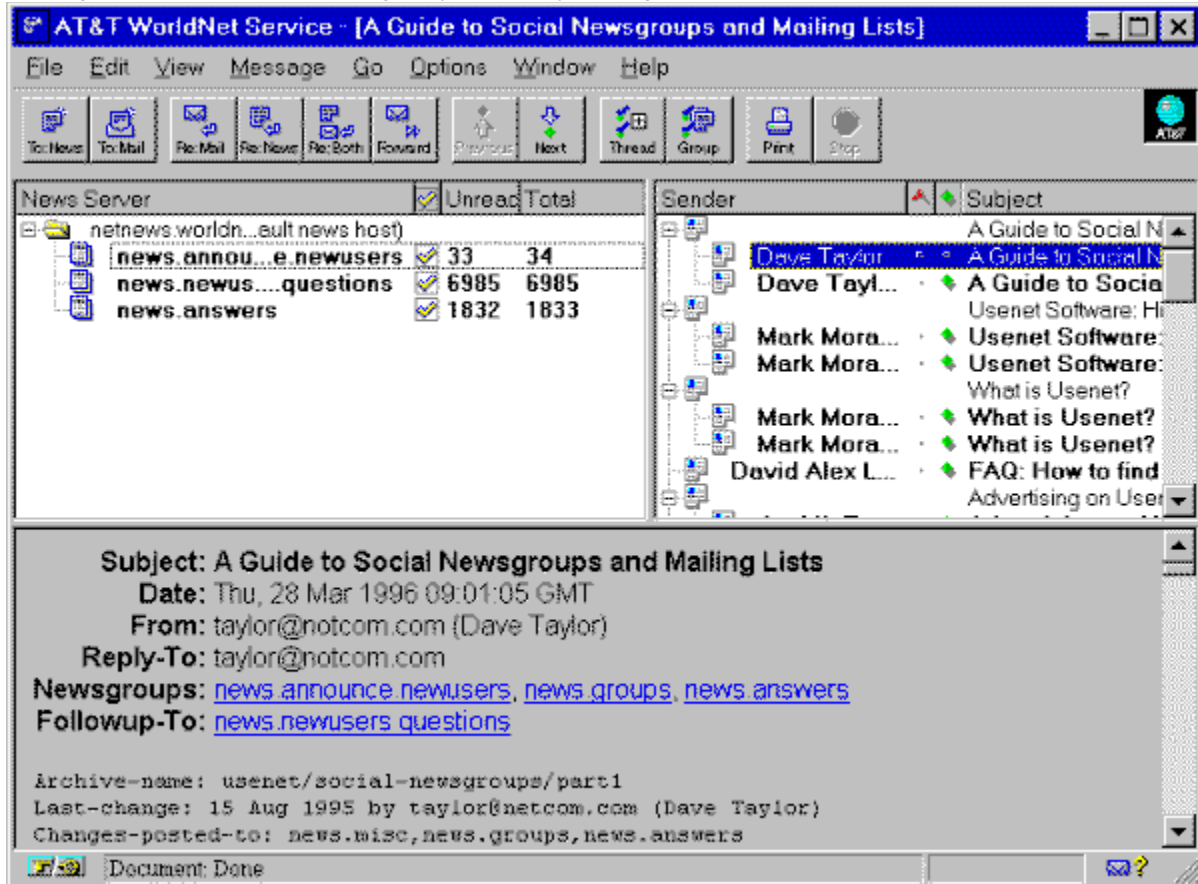 AT&T WorldNet Service - [A Guide to Social Newsgroups and Mailing Lists]
File Edit View Message Go Options Window Help
To: News To: Mail Re: Mail Re: News Re: Both Forward Previous Next Thread Group Print Stop AT&T
News Server Unread Total
netnews.worldn...ault news host)
news.annou...e.newusers 33 34
news.newus....questions 6985 6985
news.answers 1832 1833
Sender Subject
A Guide to Social N
Dave Taylor A Guide to Social N
Dave Tayl... A Guide to Socia
Usenet Software: Hi
Mark Mora... Usenet Software:
Mark Mora... Usenet Software:
What is Usenet?
Mark Mora... What is Usenet?
Mark Mora... What is Usenet?
David Alex L... FAQ: How to find
Advertising on User
Subject: A Guide to Social Newsgroups and Mailing Lists
Date: Thu, 28 Mar 1996 09:01:05 GMT
From: taylor@notcom.com (Dave Taylor)
Reply-To: taylor@notcom.com
Newsgroups: news.announce.newusers, news.groups, news.answers
Followup-To: news.newusers.questions
Archive-name: usenet/social-newsgroups/part1
Last-change: 15 Aug 1995 by taylor@netcom.com (Dave Taylor)
Changes-posted-to: news.misc,news.groups,news.answers
Document: Done